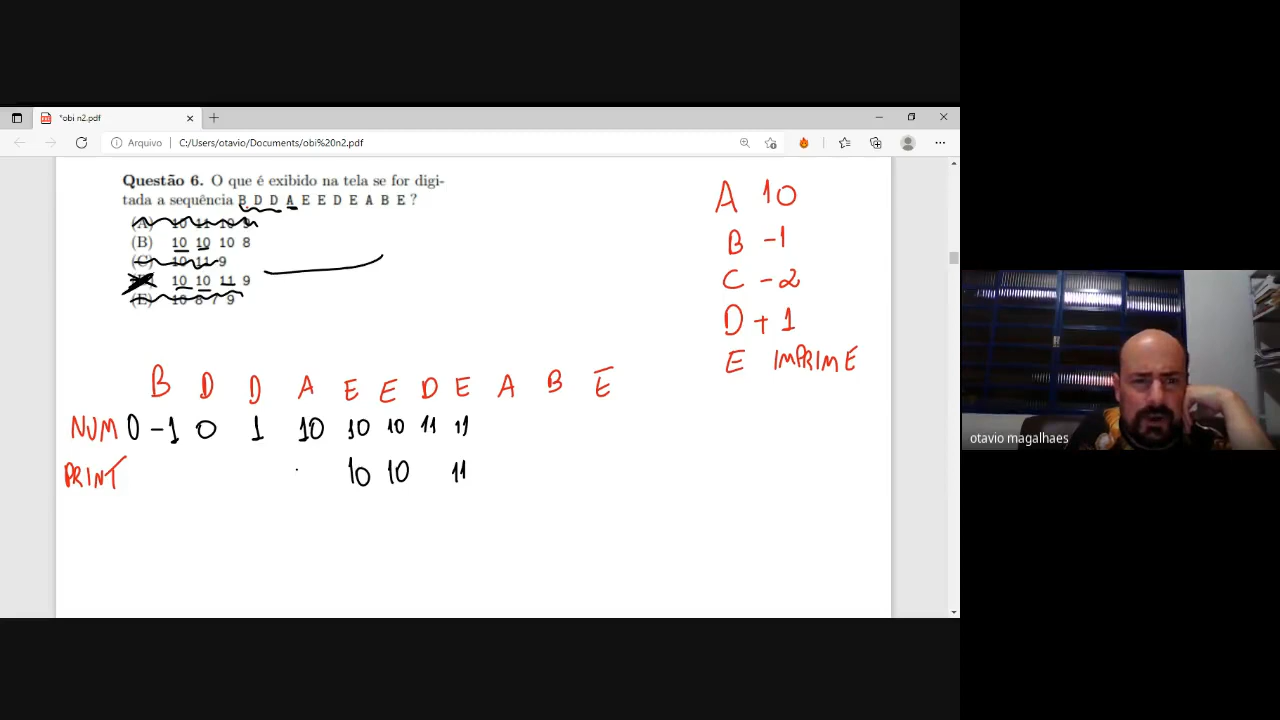 *obi n2.pdf
Arquivo C:/Users/otavio/Documents/obi%20n2.pdf
Questão 6. O que é exibido na tela se for digi-
tada a sequência B D D A E E D E A B E ?
(A) 10 11 10 9
(B) 10 10 10 8
(C) 10 11 9
10 10 11 9
(E) 10 8 7 9
A 10
B -1
C -2
D +1
E IMPRIME
B D D A E E D E A B E
NUM 0 -1 0 1 10 10 10 11 11
PRINT 10 10 11
otavio magalhaes